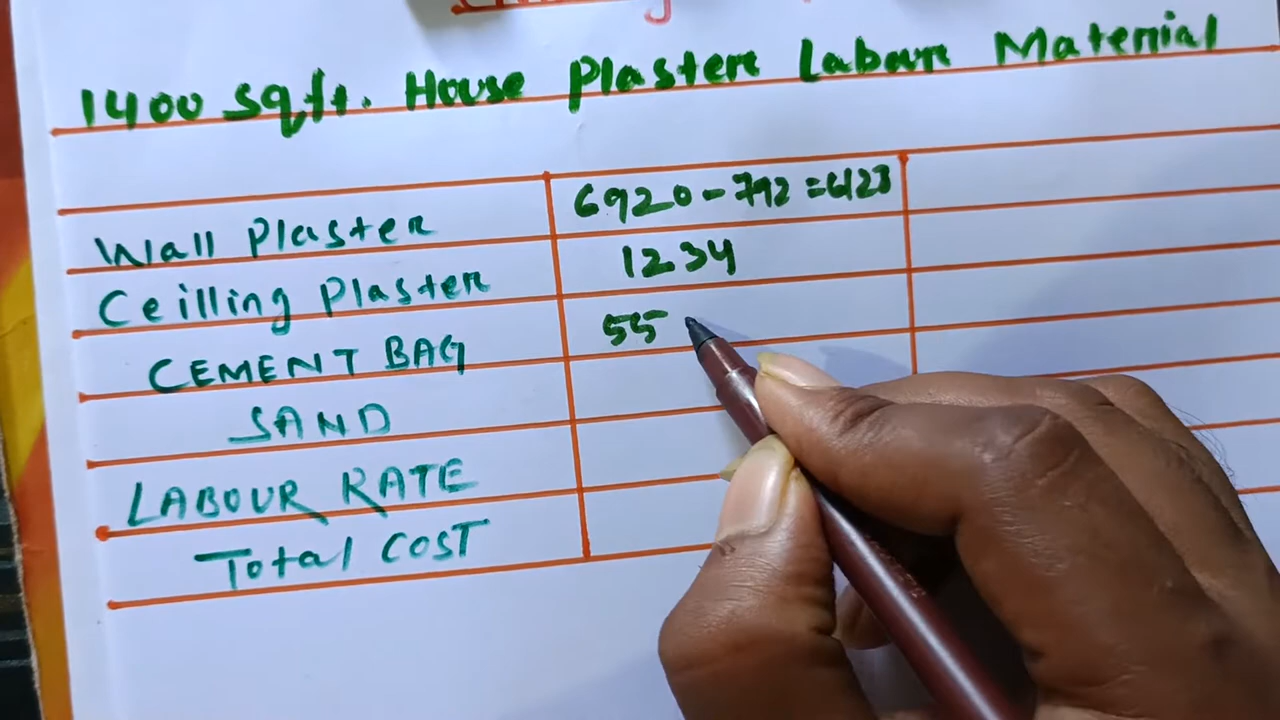 1400 Sqft. House Plaster Labour Material
Wall Plaster 6920-792=6128
Ceilling Plaster 1234
CEMENT BAG 55
SAND
LABOUR RATE
Total COST